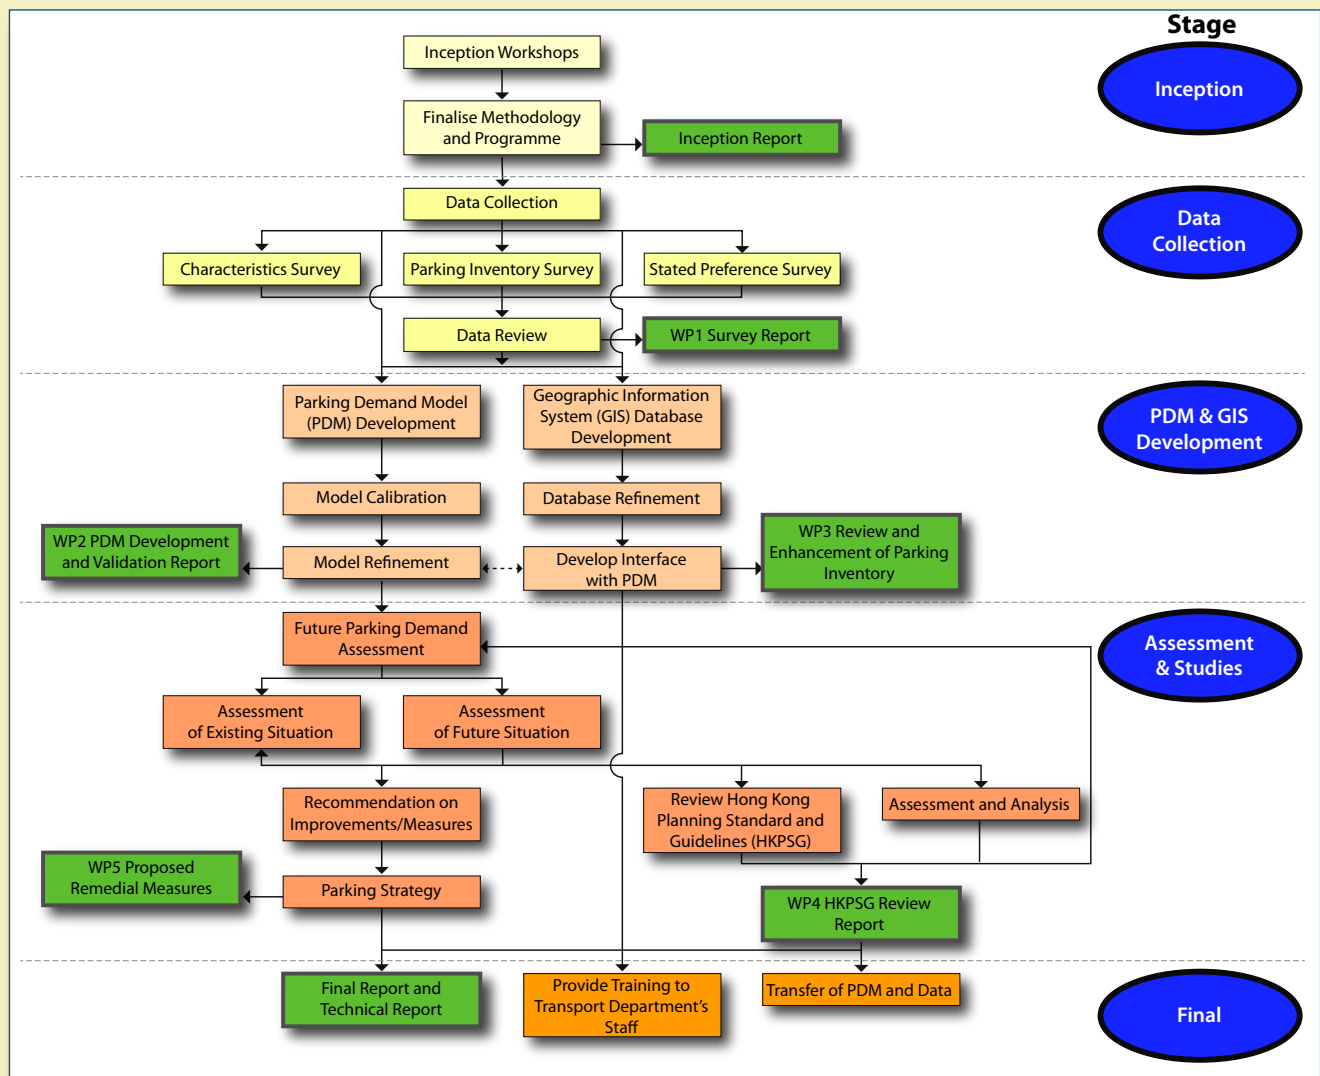 Stage
Inception Workshops
Inception
Finalise Methodology
and Programme
Inception Report
Data Collection
Data
Collection
Characteristics Survey
Parking Inventory Survey
Stated Preference Survey
Data Review
WP1 Survey Report
Parking Demand Model
(PDM) Development
Geographic Information
System (GIS) Database
Development
PDM & GIS
Development
Model Calibration
Database Refinement
WP2 PDM Development
and Validation Report
Model Refinement
Develop Interface
with PDM
WP3 Review and
Enhancement of Parking
Inventory
Future Parking Demand
Assessment
Assessment
& Studies
Assessment
of Existing Situation
Assessment
of Future Situation
Recommendation on
Improvements/Measures
Review Hong Kong
Planning Standard and
Guidelines (HKPSG)
Assessment and Analysis
WP5 Proposed
Remedial Measures
Parking Strategy
WP4 HKPSG Review
Report
Final Report and
Technical Report
Provide Training to
Transport Department's
Staff
Transfer of PDM and Data
Final